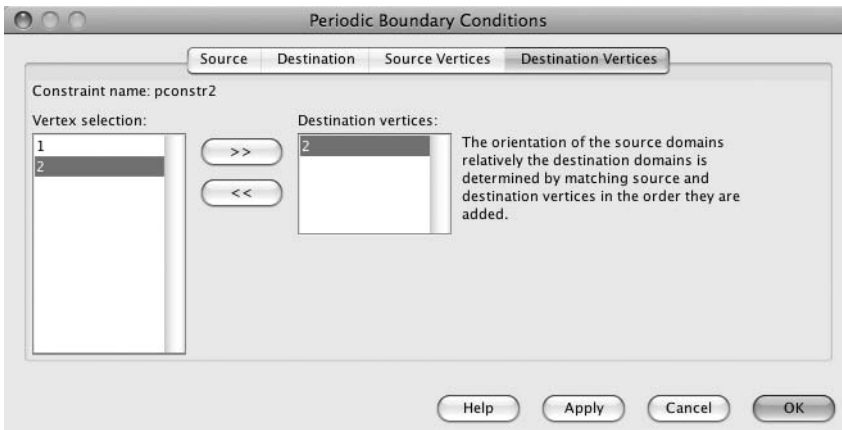 Periodic Boundary Conditions
Source
Destination
Source Vertices
Destination Vertices
Constraint name: pconstr2
Vertex selection:
1
2
>>
<<
Destination vertices:
2
The orientation of the source domains
relatively the destination domains is
determined by matching source and
destination vertices in the order they are
added.
Help
Apply
Cancel
OK